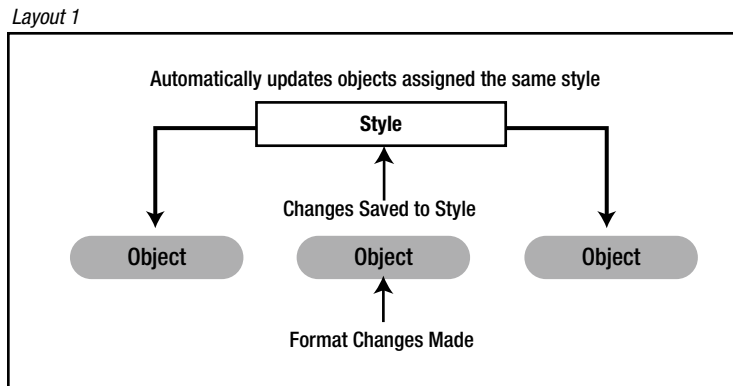 Layout 1
Automatically updates objects assigned the same style
Style
Changes Saved to Style
Object
Object
Object
Format Changes Made